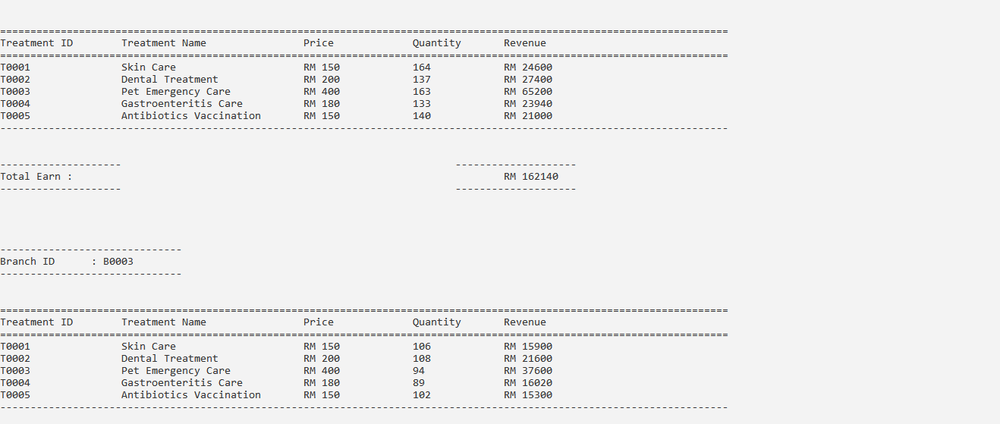 ========================================================================================================================
Treatment ID        Treatment Name                Price             Quantity       Revenue
========================================================================================================================
T0001               Skin Care                     RM 150            164            RM 24600
T0002               Dental Treatment              RM 200            137            RM 27400
T0003               Pet Emergency Care            RM 400            163            RM 65200
T0004               Gastroenteritis Care          RM 180            133            RM 23940
T0005               Antibiotics Vaccination       RM 150            140            RM 21000
------------------------------------------------------------------------------------------------------------------------
--------------------                                                       --------------------
Total Earn :                                                                       RM 162140
--------------------                                                       --------------------
------------------------------
Branch ID      : B0003
------------------------------
========================================================================================================================
Treatment ID        Treatment Name                Price             Quantity       Revenue
========================================================================================================================
T0001               Skin Care                     RM 150            106            RM 15900
T0002               Dental Treatment              RM 200            108            RM 21600
T0003               Pet Emergency Care            RM 400            94             RM 37600
T0004               Gastroenteritis Care          RM 180            89             RM 16020
T0005               Antibiotics Vaccination       RM 150            102            RM 15300
------------------------------------------------------------------------------------------------------------------------